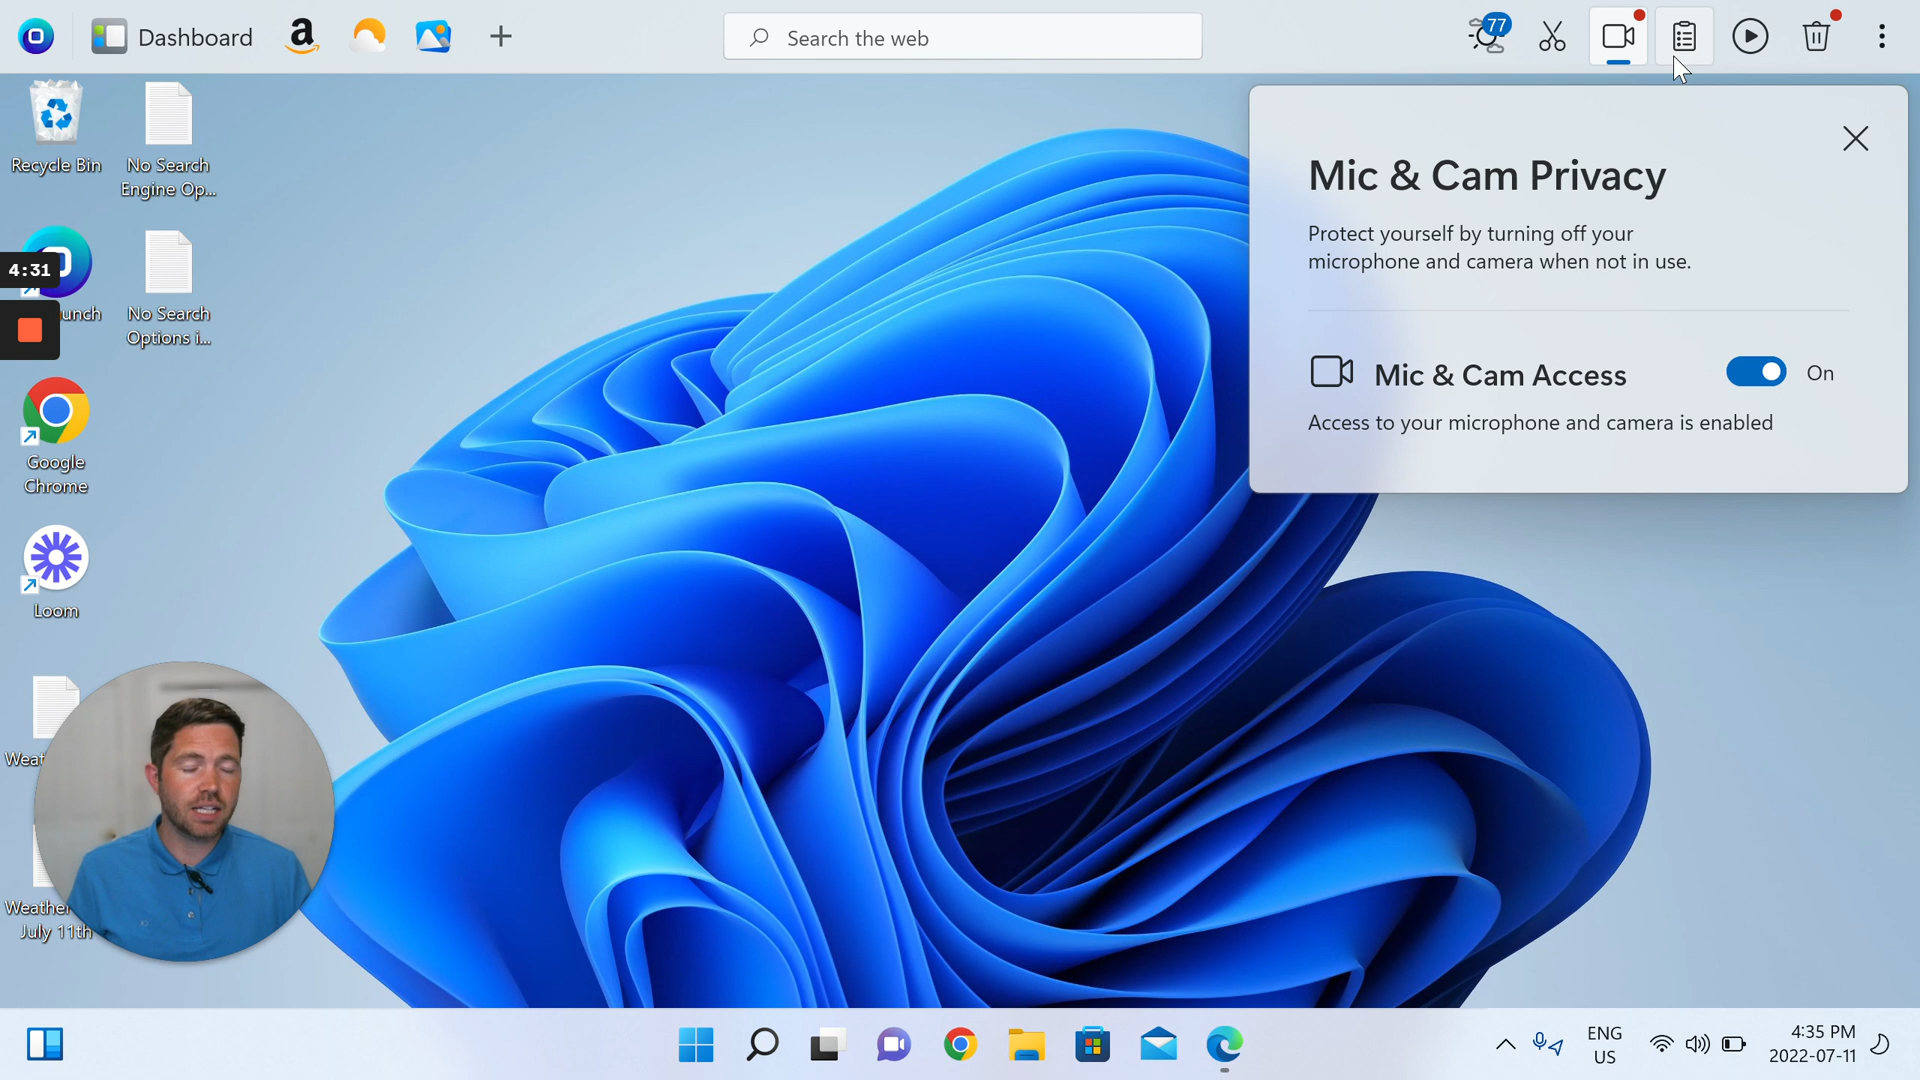 Dashboard
Search the web
77
Recycle Bin
No Search
Engine Op...
Mic & Cam Privacy
Protect yourself by turning off your
microphone and camera when not in use.
4:31
unch
No Search
Options i...
Mic & Cam Access
On
Access to your microphone and camera is enabled
Google
Chrome
Loom
Weat
Weather
July 11th
ENG
US
4:35 PM
2022-07-11